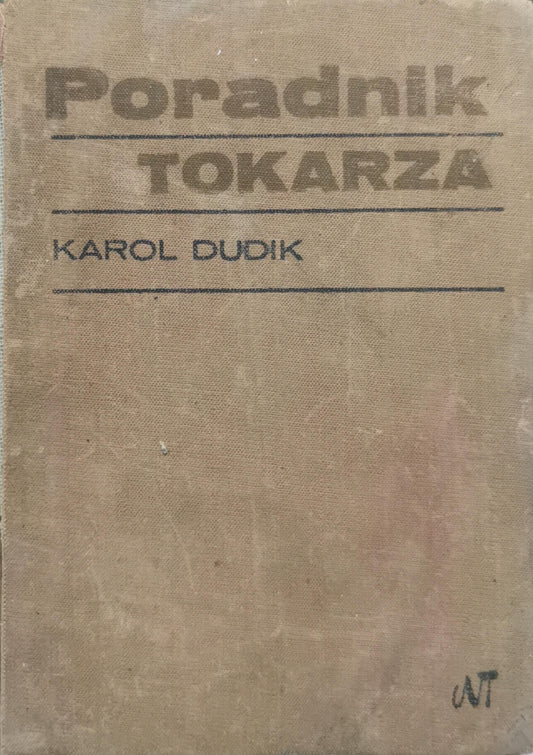 Poradnik
TOKARZA
KAROL DUDIK
WNT